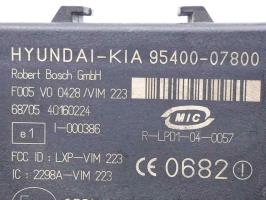 HYUNDAI-KIA 95400-07800
Robert Bosch GmbH
F005 V0 0428/VIM 223
68705 40160224
e1 I-000386
MIC
R-LPD1-04-0057
FCC ID : LXP-VIM 223
IC : 2298A-VIM 223
CE 0682 !